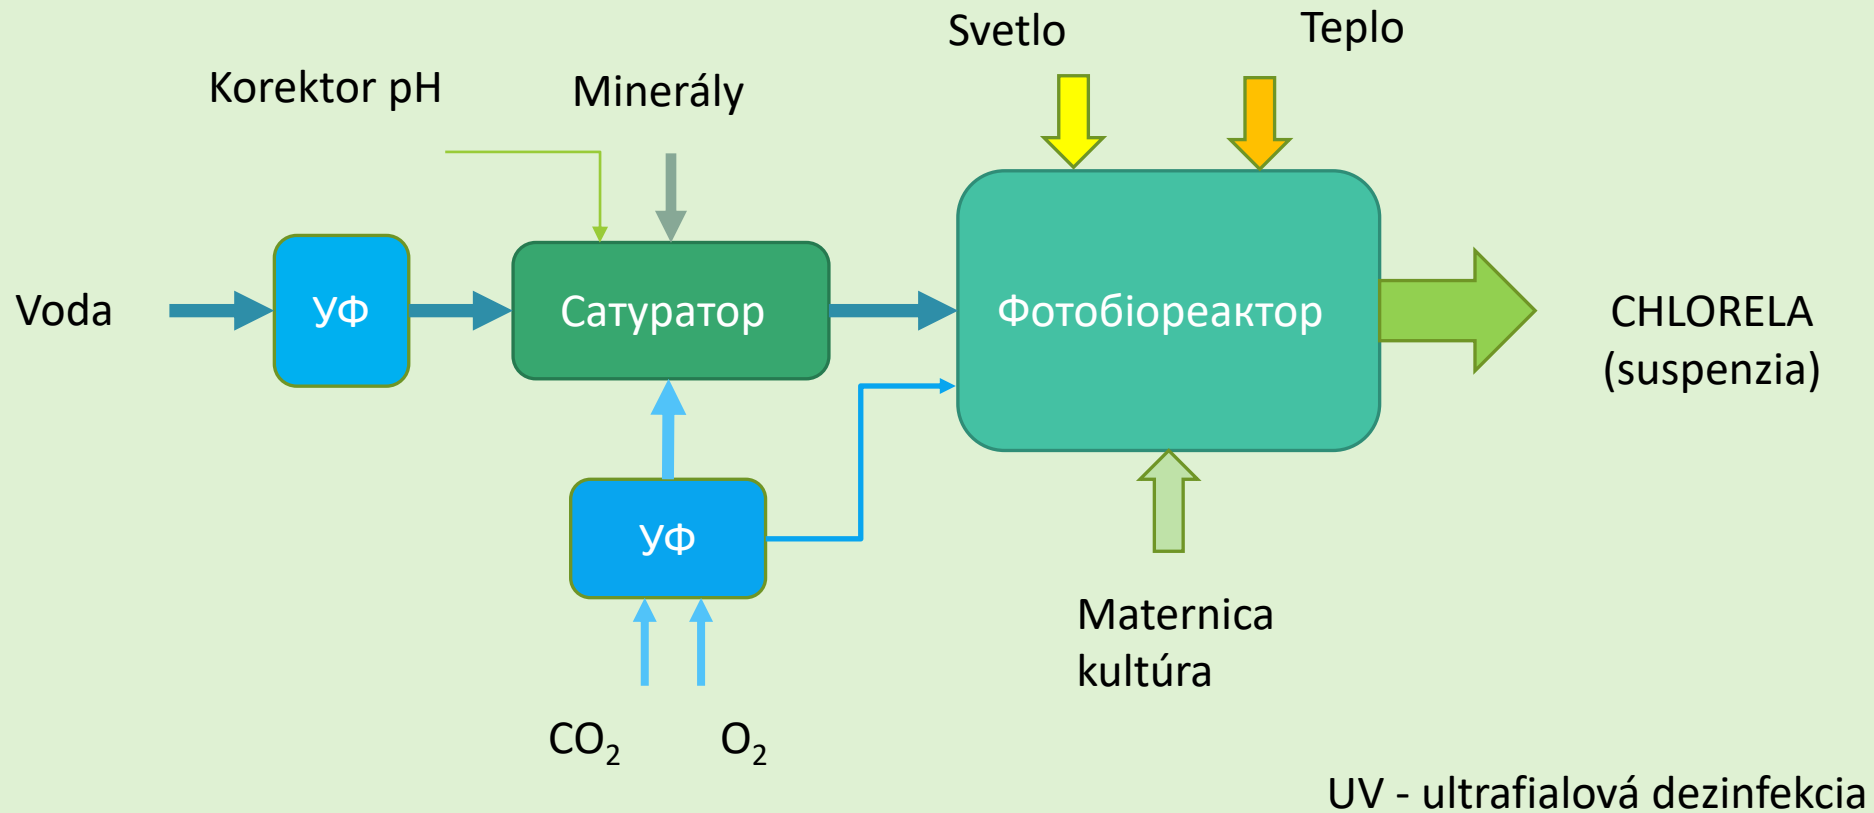 Svetlo
Teplo
Korektor pH
Minerály
Voda
УФ
Сатуратор
Фотобіореактор
CHLORELA
(suspenzia)
УФ
Maternica
kultúra
CO₂
O₂
UV - ultrafialová dezinfekcia